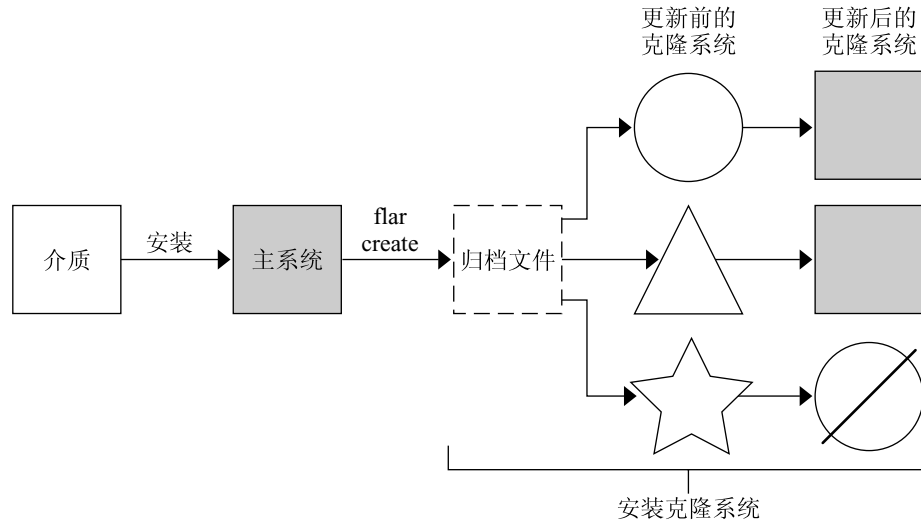 更新前的
克隆系统
更新后的
克隆系统
介质
安装
主系统
flar
create
归档文件
安装克隆系统